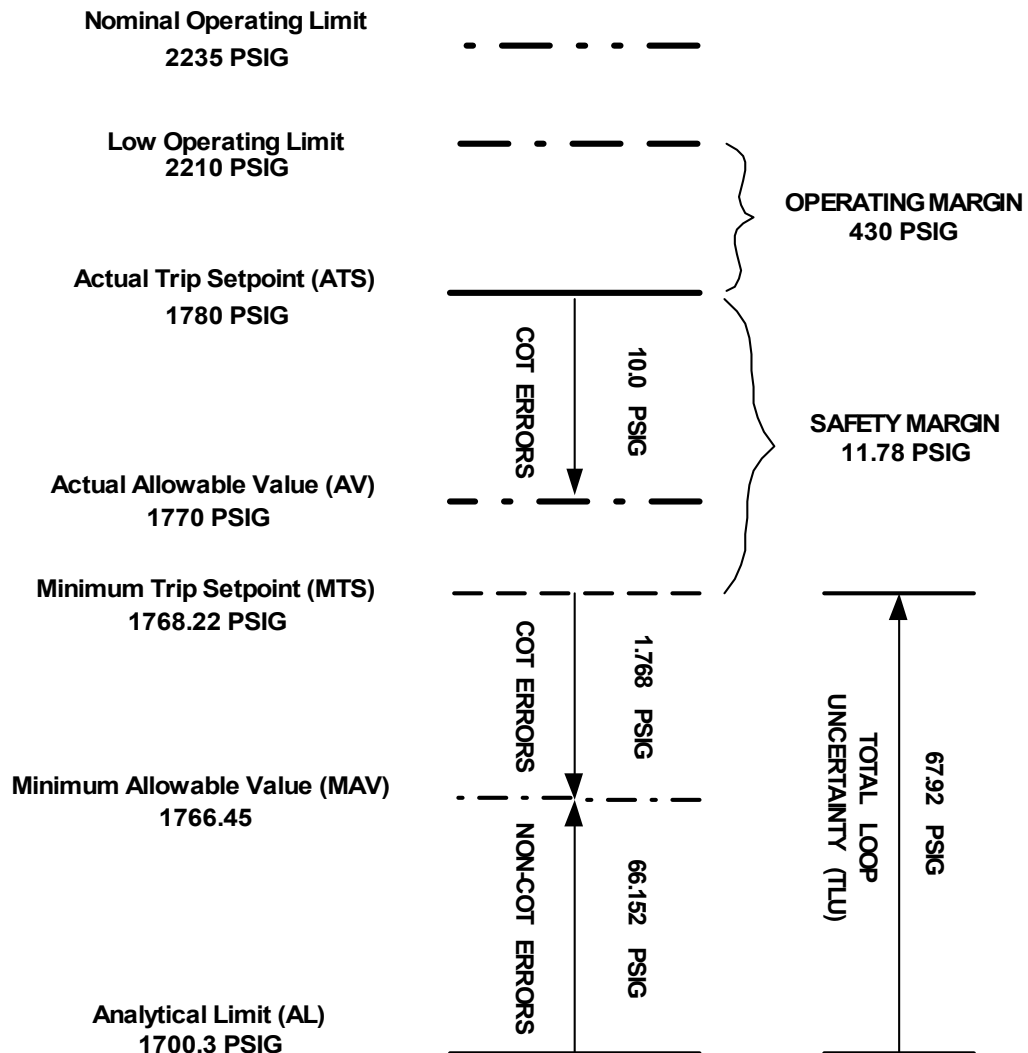 Nominal Operating Limit
2235 PSIG
Low Operating Limit
2210 PSIG
OPERATING MARGIN
430 PSIG
Actual Trip Setpoint (ATS)
1780 PSIG
COT ERRORS
10.0 PSIG
SAFETY MARGIN
11.78 PSIG
Actual Allowable Value (AV)
1770 PSIG
Minimum Trip Setpoint (MTS)
1768.22 PSIG
COT ERRORS
1.768 PSIG
TOTAL LOOP
UNCERTAINTY (TLU)
67.92 PSIG
Minimum Allowable Value (MAV)
1766.45
NON-COT ERRORS
66.152 PSIG
Analytical Limit (AL)
1700.3 PSIG